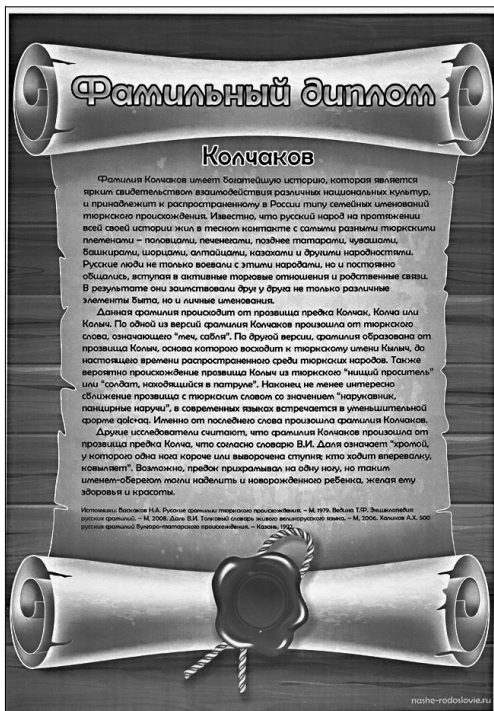 Фамильный диплом
Колчаков
Фамилия Колчаков имеет богатейшую историю, которая является
ярким свидетельством взаимодействия различных национальных культур,
и принадлежит к распространенному в России типу семейных именований
тюркского происхождения. Известно, что русский народ на протяжении
всей своей истории жил в тесном контакте с самыми разными тюркскими
племенами – половцами, печенегами, позднее татарами, чувашами,
башкирами, шорцами, алтайцами, казахами и другими народностями.
Русские люди не только воевали с этими народами, но и постоянно
общались, вступая в активные торговые отношения и родственные связи.
В результате они заимствовали друг у друга не только различные
элементы быта, но и личные именования.
Данная фамилия происходит от прозвища предка Колчак, Колча или
Колыч. По одной из версий фамилия Колчаков произошла от тюркского
слова, означающего "меч, сабля". По другой версии, фамилия образована от
прозвища Колыч, основа которого восходит к тюркскому имени Кылыч, до
настоящего времени распространенного среди тюркских народов. Также
вероятно происхождение прозвища Колыч из тюркского "нищий проситель"
или "солдат, находящийся в патруле". Наконец, не менее интересно
сближение прозвища с тюркским словом со значением "нарукавник,
панцирные наручи", в современных языках встречается в уменьшительной
форме qolc+aq. Именно от последнего слова произошла фамилия Колчаков.
Другие исследователи считают, что фамилия Колчаков произошла от
прозвища предка Колча, что согласно словарю В.И. Даля означает "хромой,
у которого одна нога короче или выворочена ступня; кто ходит вперевалку,
ковыляет". Возможно, предок прихрамывал на одну ногу, но таким
именем-оберегом могли наделить и новорожденного ребенка, желая ему
здоровья и красоты.
Источники: Баскаков Н.А. Русские фамилии тюркского происхождения. – М. 1979. Ведина Т.Ф. Энциклопедия
русских фамилий. – М, 2008. Даль В.И. Толковый словарь живого великорусского языка. – М, 2006. Халиков А.Х. 500
русских фамилий булгаро-татарского происхождения. – Казань, 1992.
nashe-rodoslovie.ru